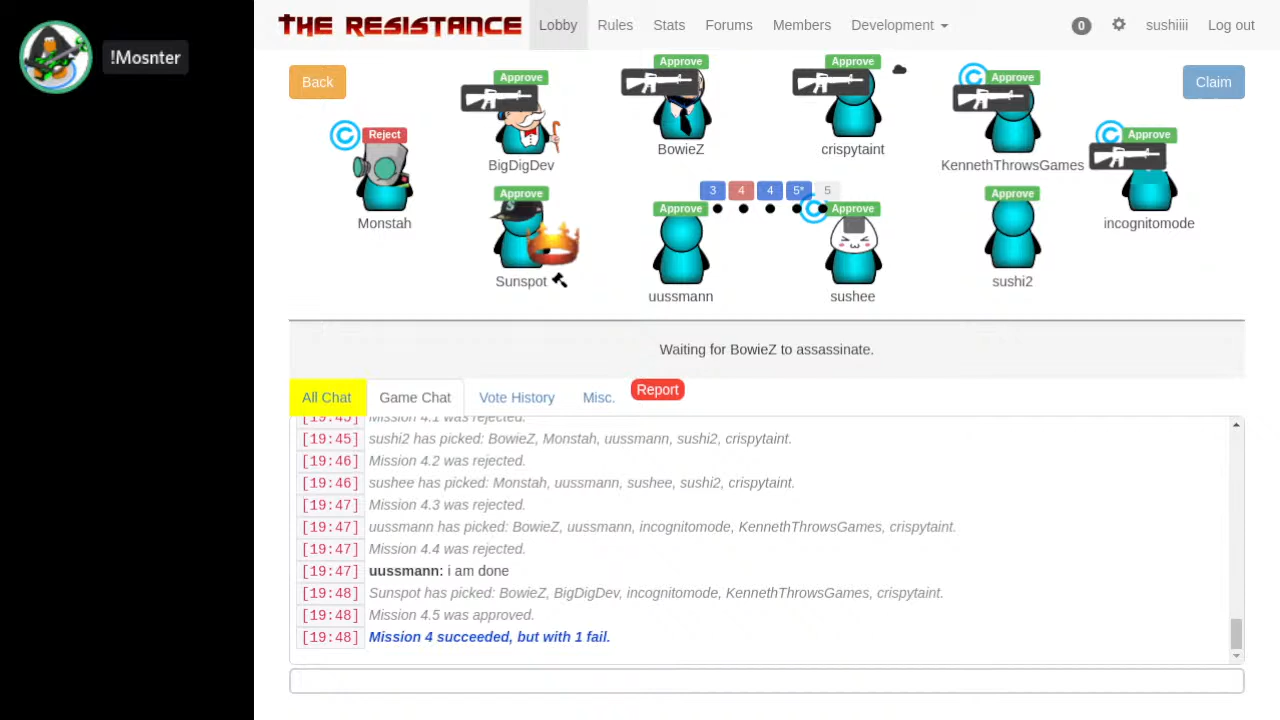 !Mosnter
THE RESISTANCE
Lobby
Rules
Stats
Forums
Members
Development
0
sushiiii
Log out
Back
Claim
Reject
Monstah
Approve
BigDigDev
Approve
BowieZ
Approve
crispytaint
Approve
KennethThrowsGames
Approve
incognitomode
Approve
Sunspot
3
4
4
5*
5
Approve
uussmann
Approve
sushee
Approve
sushi2
Waiting for BowieZ to assassinate.
All Chat
Game Chat
Vote History
Misc.
Report
[19:45] Mission 4.1 was rejected.
[19:45] sushi2 has picked: BowieZ, Monstah, uussmann, sushi2, crispytaint.
[19:46] Mission 4.2 was rejected.
[19:46] sushee has picked: Monstah, uussmann, sushee, sushi2, crispytaint.
[19:47] Mission 4.3 was rejected.
[19:47] uussmann has picked: BowieZ, uussmann, incognitomode, KennethThrowsGames, crispytaint.
[19:47] Mission 4.4 was rejected.
[19:47] uussmann: i am done
[19:48] Sunspot has picked: BowieZ, BigDigDev, incognitomode, KennethThrowsGames, crispytaint.
[19:48] Mission 4.5 was approved.
[19:48] Mission 4 succeeded, but with 1 fail.